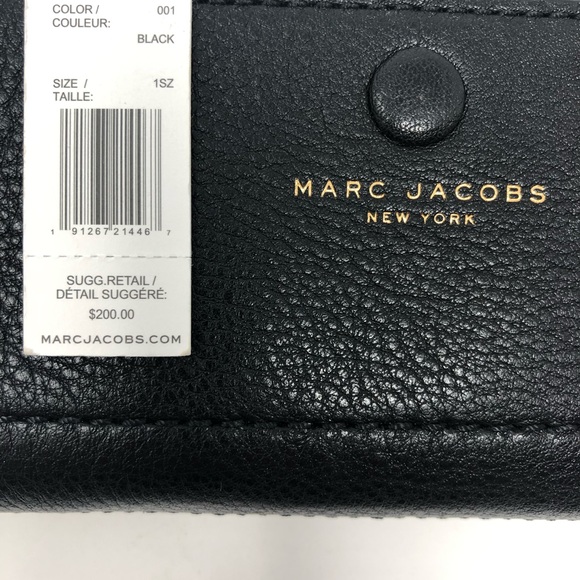 COLOR / 001
COULEUR:
BLACK
SIZE / 1SZ
TAILLE:
1 91267 21446 7
SUGG.RETAIL /
DÉTAIL SUGGÉRÉ:
$200.00
MARCJACOBS.COM
MARC JACOBS
NEW YORK